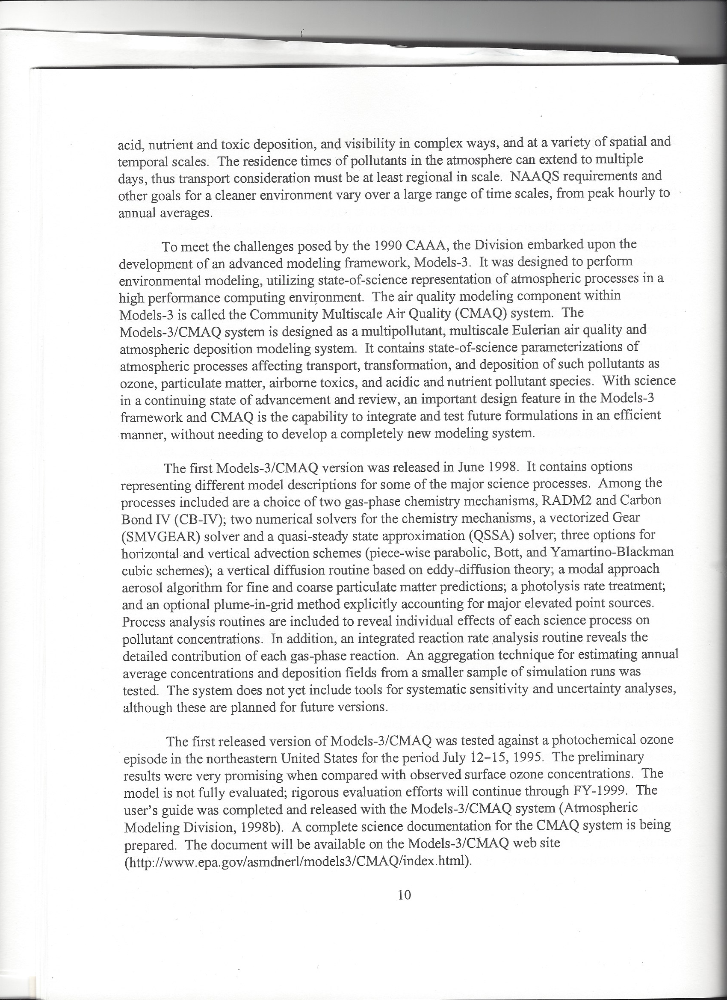 acid, nutrient and toxic deposition, and visibility in complex ways, and at a variety of spatial and
temporal scales. The residence times of pollutants in the atmosphere can extend to multiple
days, thus transport consideration must be at least regional in scale. NAAQS requirements and
other goals for a cleaner environment vary over a large range of time scales, from peak hourly to
annual averages.
To meet the challenges posed by the 1990 CAAA, the Division embarked upon the
development of an advanced modeling framework, Models-3. It was designed to perform
environmental modeling, utilizing state-of-science representation of atmospheric processes in a
high performance computing environment. The air quality modeling component within
Models-3 is called the Community Multiscale Air Quality (CMAQ) system. The
Models-3/CMAQ system is designed as a multipollutant, multiscale Eulerian air quality and
atmospheric deposition modeling system. It contains state-of-science parameterizations of
atmospheric processes affecting transport, transformation, and deposition of such pollutants as
ozone, particulate matter, airborne toxics, and acidic and nutrient pollutant species. With science
in a continuing state of advancement and review, an important design feature in the Models-3
framework and CMAQ is the capability to integrate and test future formulations in an efficient
manner, without needing to develop a completely new modeling system.
The first Models-3/CMAQ version was released in June 1998. It contains options
representing different model descriptions for some of the major science processes. Among the
processes included are a choice of two gas-phase chemistry mechanisms, RADM2 and Carbon
Bond IV (CB-IV); two numerical solvers for the chemistry mechanisms, a vectorized Gear
(SMVGEAR) solver and a quasi-steady state approximation (QSSA) solver; three options for
horizontal and vertical advection schemes (piece-wise parabolic, Bott, and Yamartino-Blackman
cubic schemes); a vertical diffusion routine based on eddy-diffusion theory; a modal approach
aerosol algorithm for fine and coarse particulate matter predictions; a photolysis rate treatment;
and an optional plume-in-grid method explicitly accounting for major elevated point sources.
Process analysis routines are included to reveal individual effects of each science process on
pollutant concentrations. In addition, an integrated reaction rate analysis routine reveals the
detailed contribution of each gas-phase reaction. An aggregation technique for estimating annual
average concentrations and deposition fields from a smaller sample of simulation runs was
tested. The system does not yet include tools for systematic sensitivity and uncertainty analyses,
although these are planned for future versions.
The first released version of Models-3/CMAQ was tested against a photochemical ozone
episode in the northeastern United States for the period July 12–15, 1995. The preliminary
results were very promising when compared with observed surface ozone concentrations. The
model is not fully evaluated; rigorous evaluation efforts will continue through FY-1999. The
user's guide was completed and released with the Models-3/CMAQ system (Atmospheric
Modeling Division, 1998b). A complete science documentation for the CMAQ system is being
prepared. The document will be available on the Models-3/CMAQ web site
(http://www.epa.gov/asmdnerl/models3/CMAQ/index.html).
10